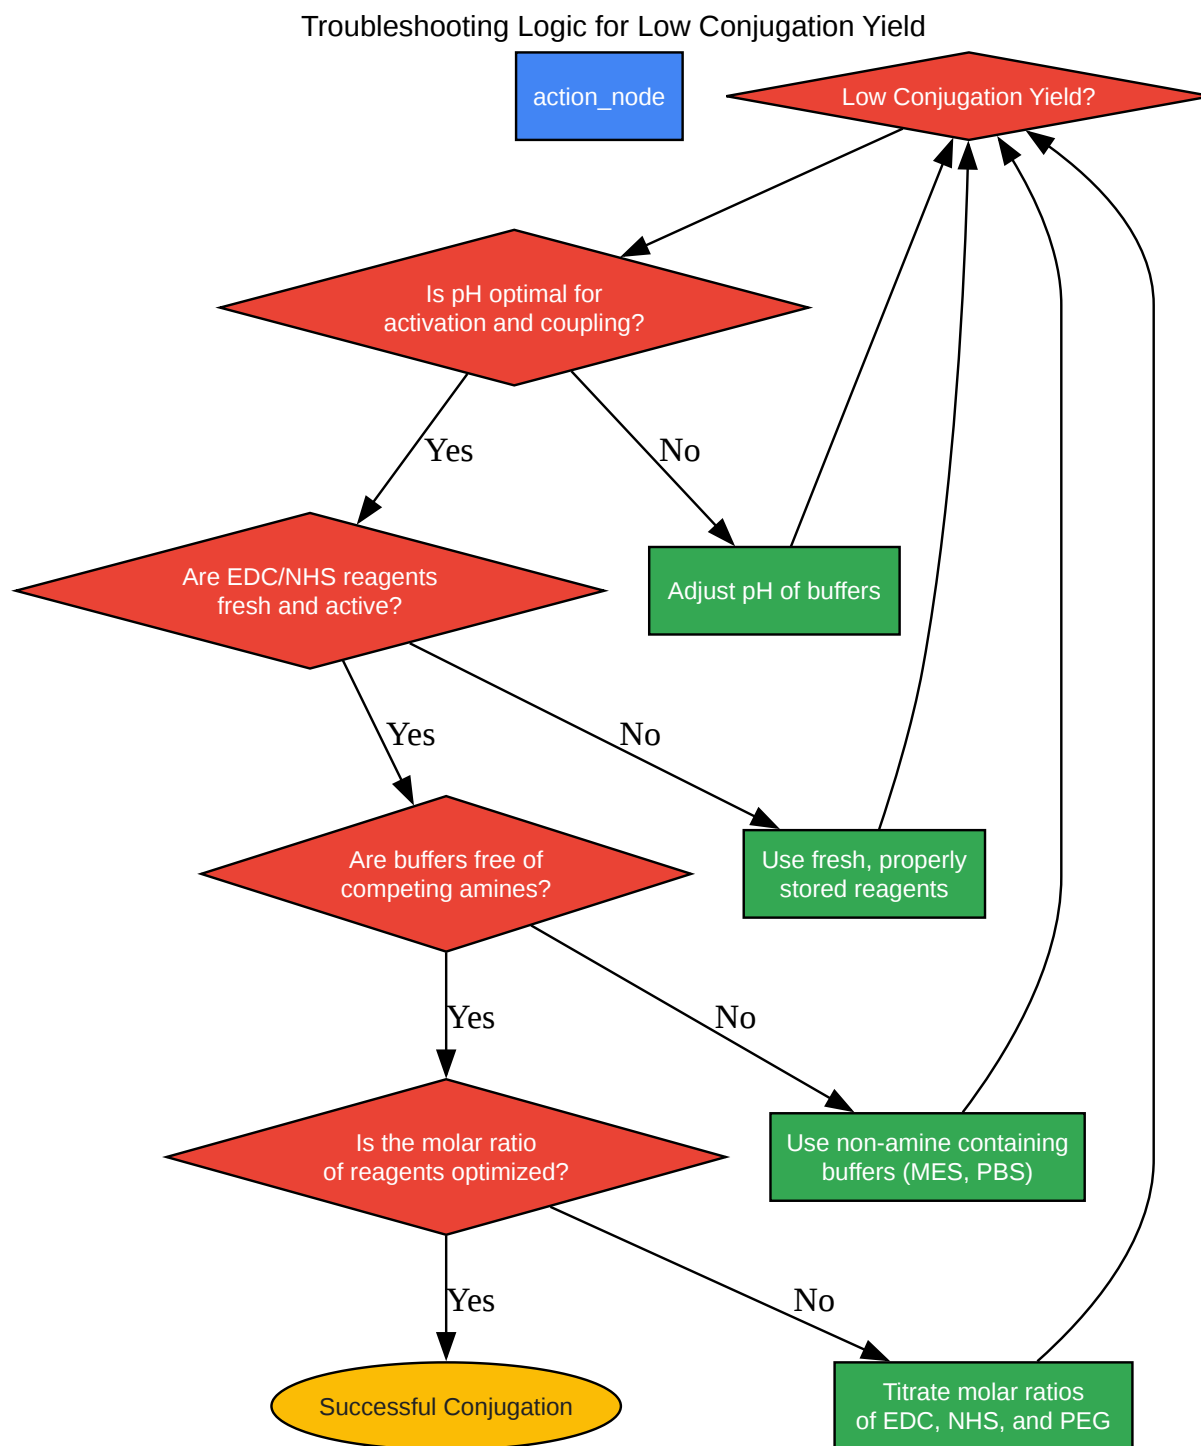 Troubleshooting Logic for Low Conjugation Yield
action_node
Low Conjugation Yield?
Is pH optimal for
activation and coupling?
Yes
No
Are EDC/NHS reagents
fresh and active?
Adjust pH of buffers
Yes
No
Are buffers free of
competing amines?
Use fresh, properly
stored reagents
Yes
No
Is the molar ratio
of reagents optimized?
Use non-amine containing
buffers (MES, PBS)
Yes
No
Successful Conjugation
Titrate molar ratios
of EDC, NHS, and PEG